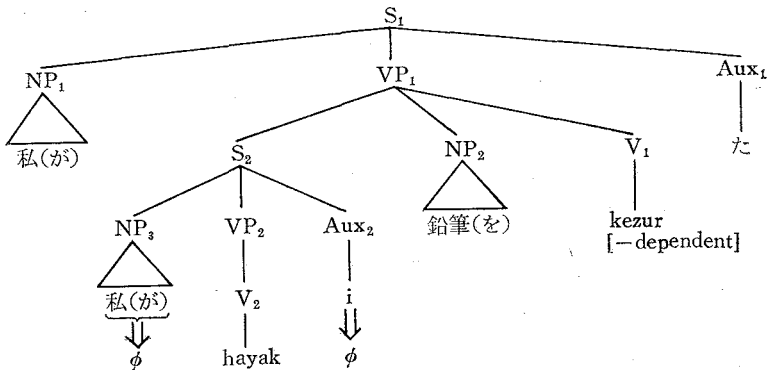 S₁
NP₁ VP₁ Aux₁
私(が) S₂ NP₂ V₁ た
NP₃ VP₂ Aux₂ 鉛筆(を) kezur
[−dependent]
私(が) V₂ i
φ hayak φ